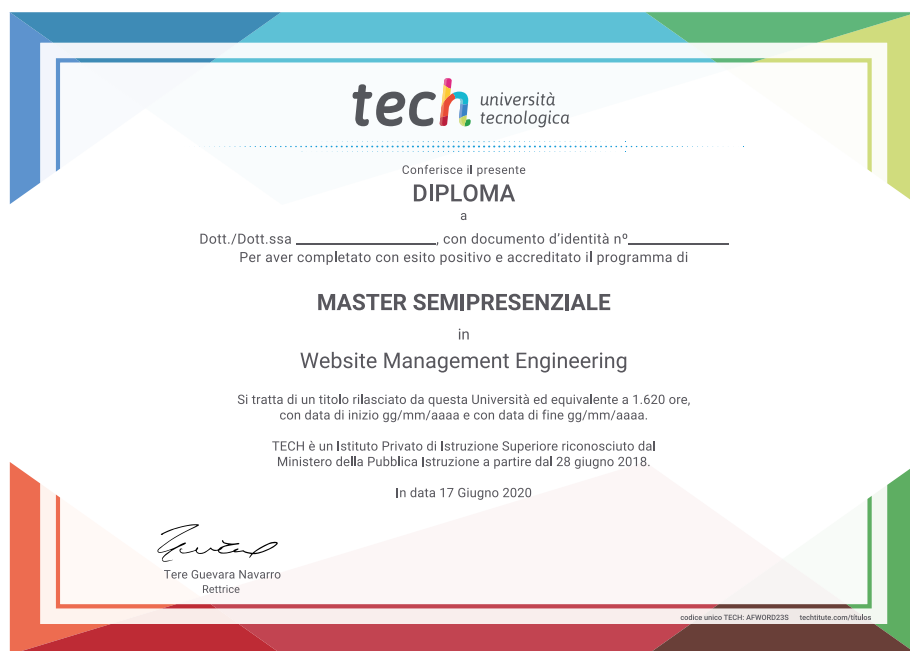 tech università
tecnologica
Conferisce il presente
DIPLOMA
a
Dott./Dott.ssa ________________, con documento d'identità nº____________
Per aver completato con esito positivo e accreditato il programma di
MASTER SEMIPRESENZIALE
in
Website Management Engineering
Si tratta di un titolo rilasciato da questa Università ed equivalente a 1.620 ore,
con data di inizio gg/mm/aaaa e con data di fine gg/mm/aaaa.
TECH è un Istituto Privato di Istruzione Superiore riconosciuto dal
Ministero della Pubblica Istruzione a partire dal 28 giugno 2018.
In data 17 Giugno 2020
Tere Guevara Navarro
Rettrice
codice unico TECH: AFWORD23S techtitute.com/titulos